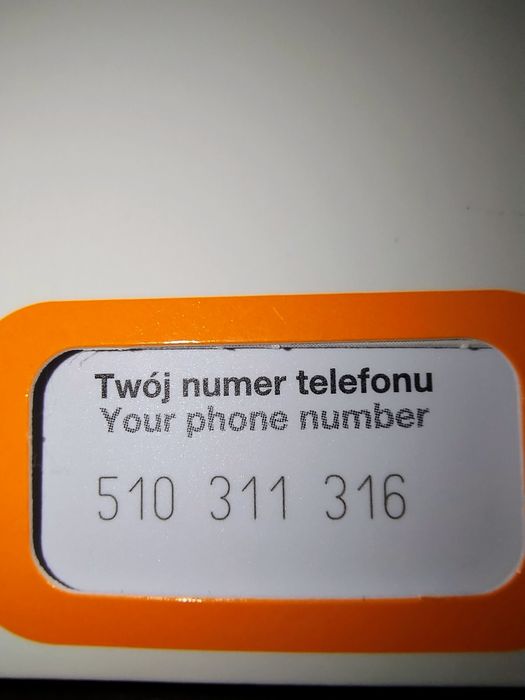 Twój numer telefonu
Your phone number
510 311 316